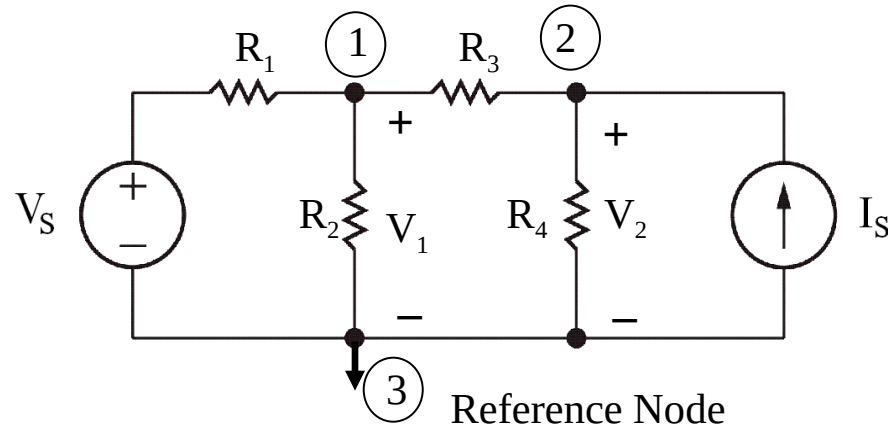 1
2
R1
R3
+
+
+
VS
–
R2
V1
R4
V2
IS
–
–
3
Reference Node